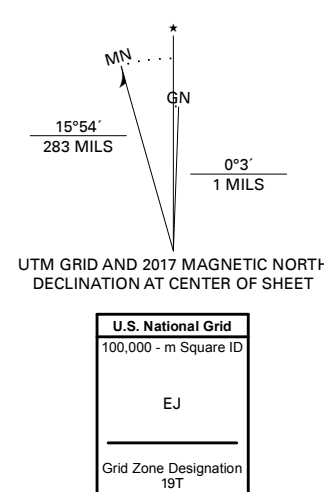 ★
MN
GN
15°54´
283 MILS
0°3´
1 MILS
UTM GRID AND 2017 MAGNETIC NORTH
DECLINATION AT CENTER OF SHEET
U.S. National Grid
100,000 - m Square ID
EJ
Grid Zone Designation
19T